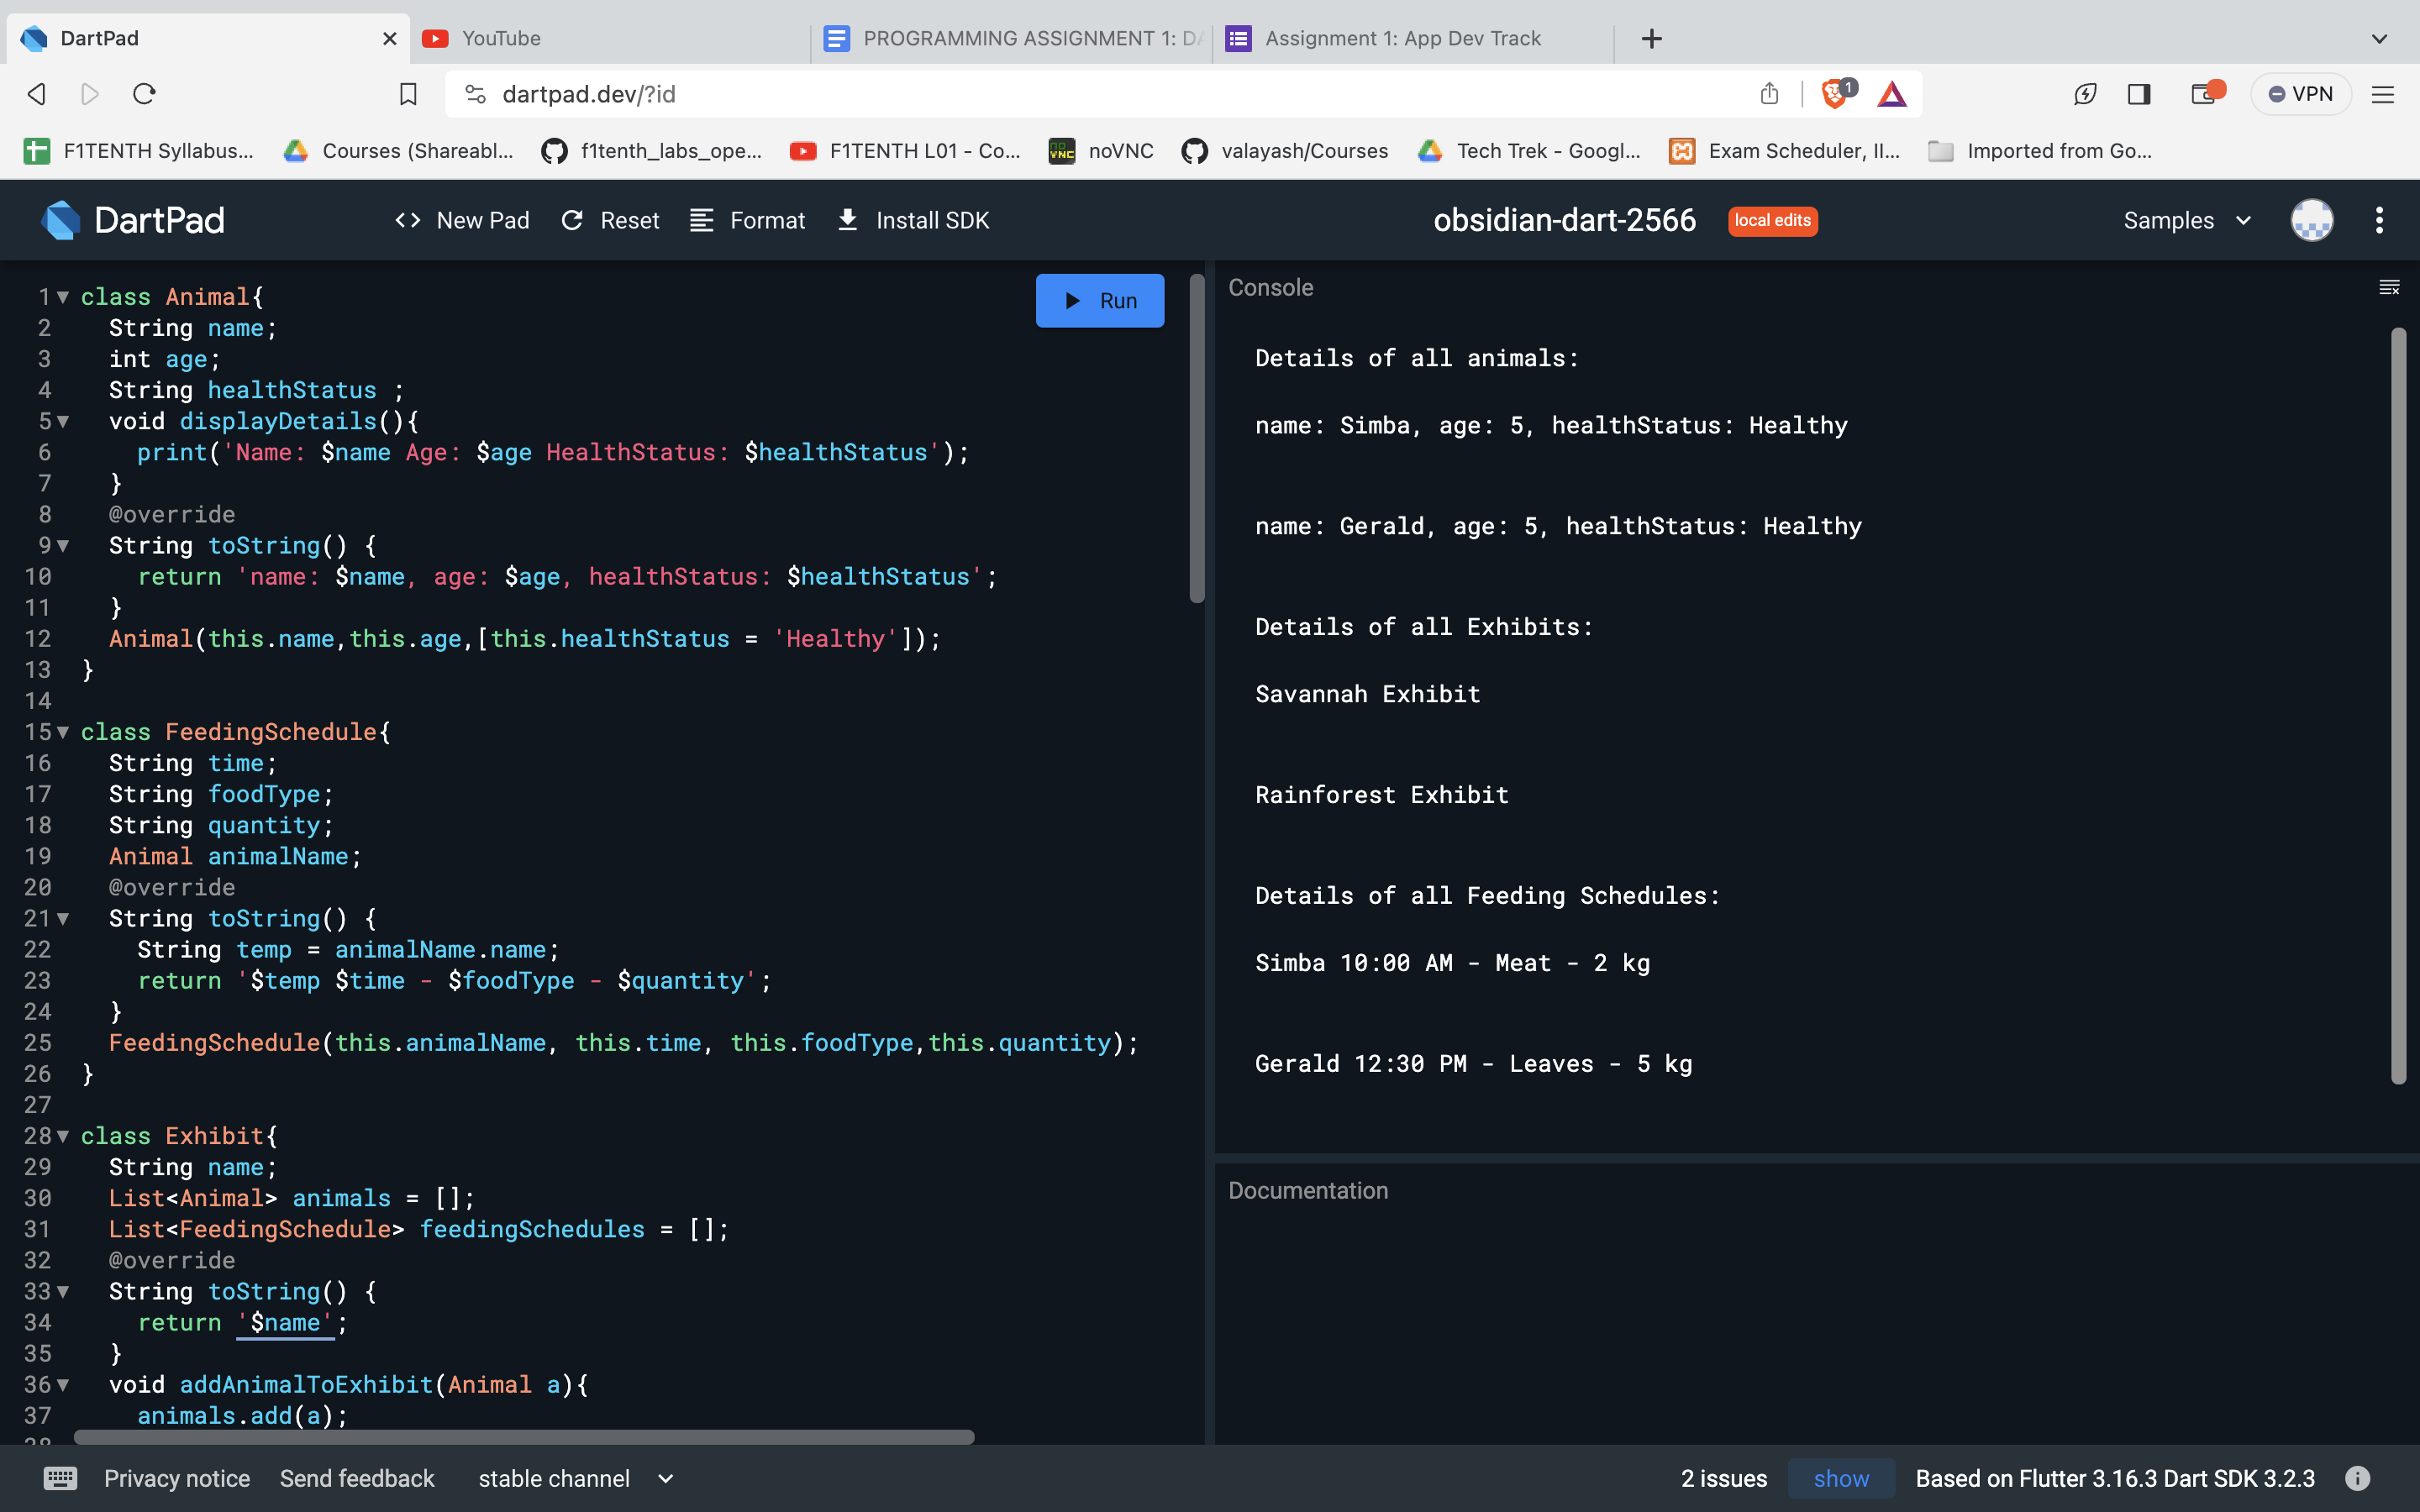 DartPad
YouTube
PROGRAMMING ASSIGNMENT 1: DA
Assignment 1: App Dev Track
dartpad.dev/?id
1
VPN
F1TENTH Syllabus...
Courses (Shareabl...
f1tenth_labs_ope...
F1TENTH L01 - Co...
noVNC
valayash/Courses
Tech Trek - Googl...
Exam Scheduler, II...
Imported from Go...
DartPad
New Pad
Reset
Format
Install SDK
obsidian-dart-2566
local edits
Samples
Run
1 class Animal{
2 String name;
3 int age;
4 String healthStatus ;
5 void displayDetails(){
6 print('Name: $name Age: $age HealthStatus: $healthStatus');
7 }
8 @override
9 String toString() {
10 return 'name: $name, age: $age, healthStatus: $healthStatus';
11 }
12 Animal(this.name,this.age,[this.healthStatus = 'Healthy']);
13 }
14
15 class FeedingSchedule{
16 String time;
17 String foodType;
18 String quantity;
19 Animal animalName;
20 @override
21 String toString() {
22 String temp = animalName.name;
23 return '$temp $time - $foodType - $quantity';
24 }
25 FeedingSchedule(this.animalName, this.time, this.foodType,this.quantity);
26 }
27
28 class Exhibit{
29 String name;
30 List<Animal> animals = [];
31 List<FeedingSchedule> feedingSchedules = [];
32 @override
33 String toString() {
34 return '$name';
35 }
36 void addAnimalToExhibit(Animal a){
37 animals.add(a);
38
Console
Details of all animals:
name: Simba, age: 5, healthStatus: Healthy
name: Gerald, age: 5, healthStatus: Healthy
Details of all Exhibits:
Savannah Exhibit
Rainforest Exhibit
Details of all Feeding Schedules:
Simba 10:00 AM - Meat - 2 kg
Gerald 12:30 PM - Leaves - 5 kg
Documentation
Privacy notice
Send feedback
stable channel
2 issues
show
Based on Flutter 3.16.3 Dart SDK 3.2.3